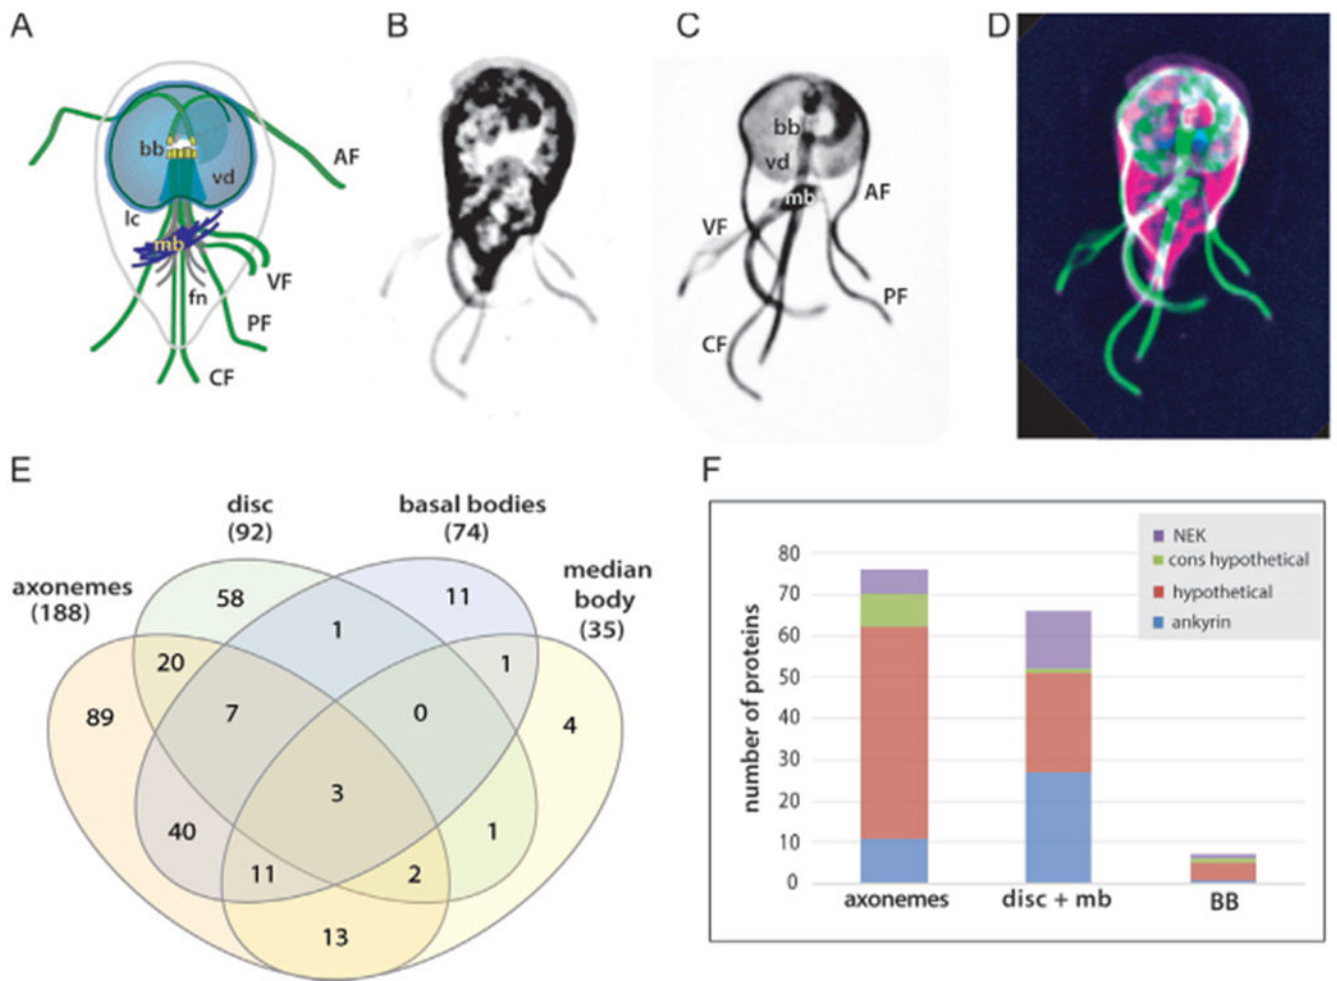 A
B
C
D
bb
vd
AF
lc
mb
fn
VF
PF
CF
bb
vd
mb
AF
VF
PF
CF
E
F
disc
(92)
basal bodies
(74)
axonemes
(188)
median
body
(35)
58
11
1
20
1
89
7
0
4
3
40
1
11
2
13
NEK
cons hypothetical
hypothetical
ankyrin
number of proteins
80
70
60
50
40
30
20
10
0
axonemes
disc + mb
BB